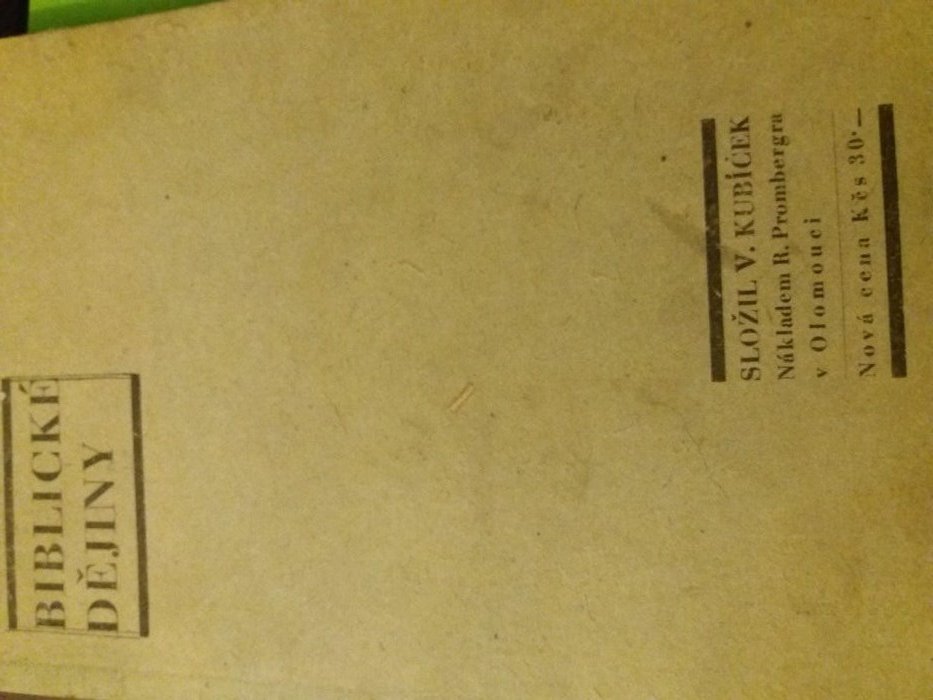 BIBLICKÉ
DĚJINY
SLOŽIL V. KUBÍČEK
Nákladem R. Prombergra
v Olomouci
Nová cena Kčs 30·—